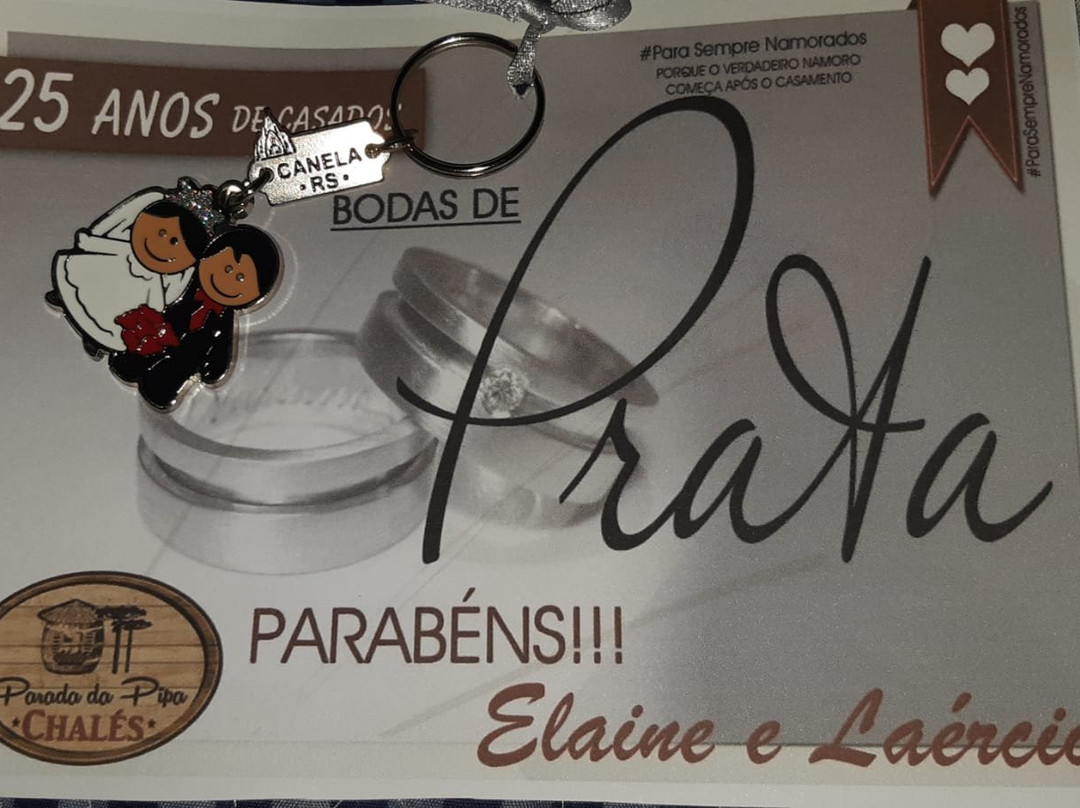 #Para Sempre Namorados
PORQUE O VERDADEIRO NAMORO
COMEÇA APÓS O CASAMENTO
#ParaSempreNamorados
25 ANOS DE CASADOS
CANELA
•RS•
BODAS DE
Prata
PARABÉNS!!!
Parada da Pipa
CHALÉS
Elaine e Laérci